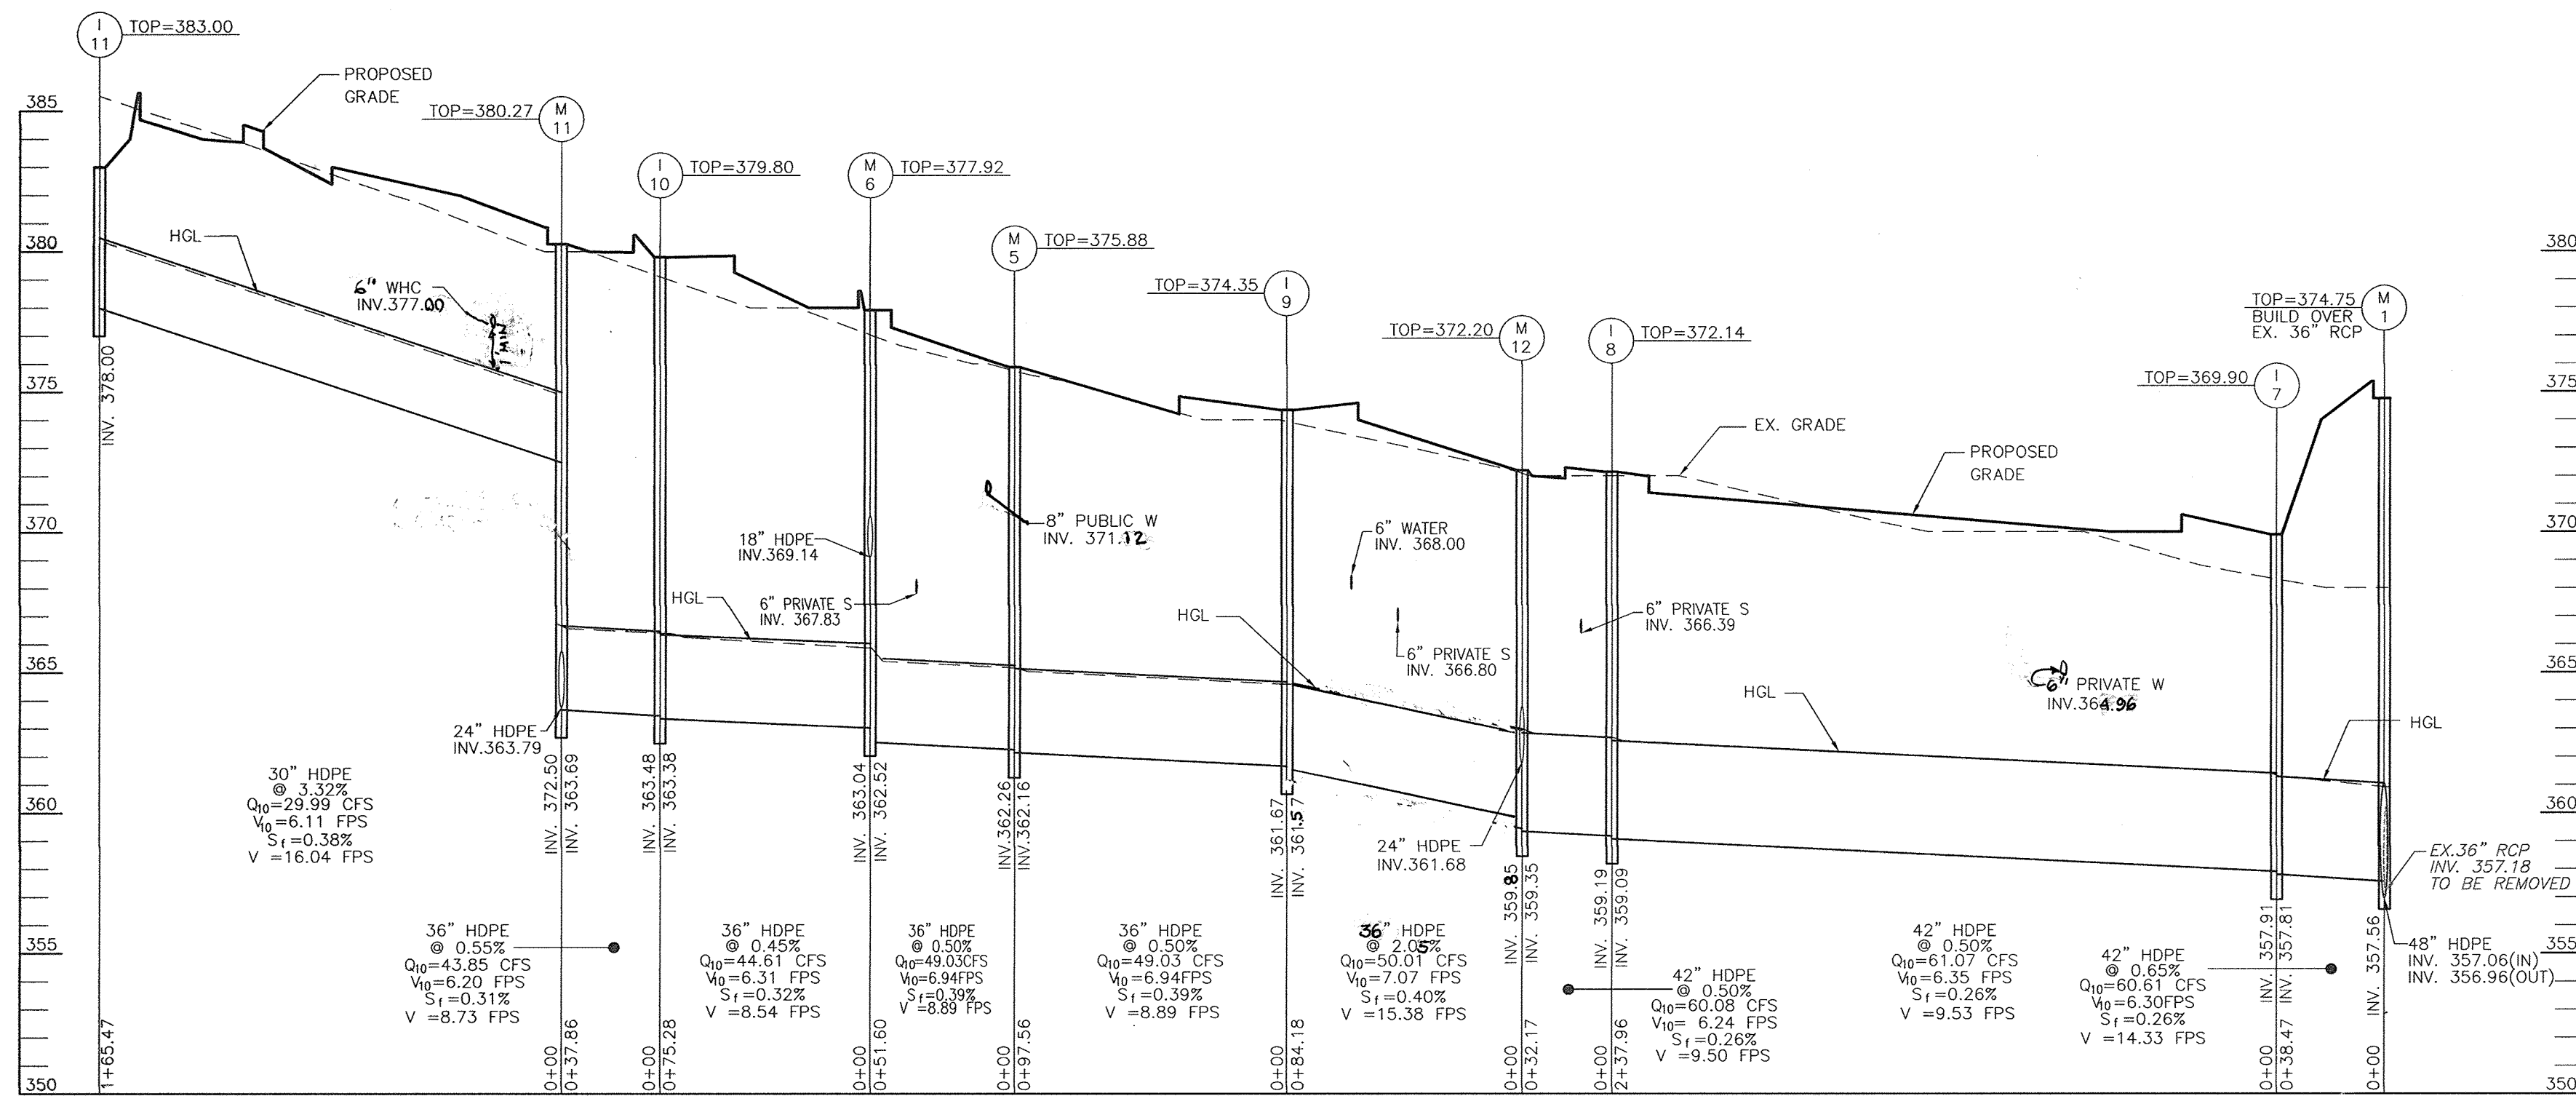 I
11
TOP=383.00
PROPOSED
GRADE
TOP=380.27
M
11
I
10
TOP=379.80
M
6
TOP=377.92
M
5
TOP=375.88
TOP=374.35
I
9
TOP=372.20
M
12
I
8
TOP=372.14
TOP=369.90
I
7
TOP=374.75
BUILD OVER
EX. 36" RCP
M
1
385
380
375
370
365
360
355
350
380
375
370
365
360
355
350
HGL
6" WHC
INV.377.00
1' MIN
EX. GRADE
PROPOSED
GRADE
18" HDPE
INV.369.14
8" PUBLIC W
INV. 371.12
6" WATER
INV. 368.00
6" PRIVATE S
INV. 367.83
HGL
HGL
6" PRIVATE S
INV. 366.80
6" PRIVATE S
INV. 366.39
HGL
6" PRIVATE W
INV.364.96
HGL
24" HDPE
INV.363.79
24" HDPE
INV.361.68
EX.36" RCP
INV. 357.18
TO BE REMOVED
48" HDPE
INV. 357.06(IN)
INV. 356.96(OUT)
INV. 378.00
INV. 372.50
INV. 363.69
INV. 363.48
INV. 363.38
INV. 363.04
INV. 362.52
INV.362.26
INV.362.16
INV. 361.67
INV. 361.57
INV. 359.85
INV. 359.35
INV. 359.19
INV. 359.09
INV. 357.91
INV. 357.81
INV. 357.56
30" HDPE
@ 3.32%
Q10=29.99 CFS
V10=6.11 FPS
Sf=0.38%
V =16.04 FPS
36" HDPE
@ 0.55%
Q10=43.85 CFS
V10=6.20 FPS
Sf=0.31%
V =8.73 FPS
36" HDPE
@ 0.45%
Q10=44.61 CFS
V10=6.31 FPS
Sf=0.32%
V =8.54 FPS
36" HDPE
@ 0.50%
Q10=49.03CFS
V10=6.94FPS
Sf=0.39%
V =8.89 FPS
36" HDPE
@ 0.50%
Q10=49.03 CFS
V10=6.94FPS
Sf=0.39%
V =8.89 FPS
36" HDPE
@ 2.05%
Q10=50.01 CFS
V10=7.07 FPS
Sf=0.40%
V =15.38 FPS
42" HDPE
@ 0.50%
Q10=60.08 CFS
V10= 6.24 FPS
Sf=0.26%
V =9.50 FPS
42" HDPE
@ 0.50%
Q10=61.07 CFS
V10=6.35 FPS
Sf=0.26%
V =9.53 FPS
42" HDPE
@ 0.65%
Q10=60.61 CFS
V10=6.30FPS
Sf=0.26%
V =14.33 FPS
1+65.47
0+00
0+37.86
0+00
0+75.28
0+00
0+51.60
0+00
0+97.56
0+00
0+84.18
0+00
0+32.17
0+00
2+37.96
0+00
0+38.47
0+00